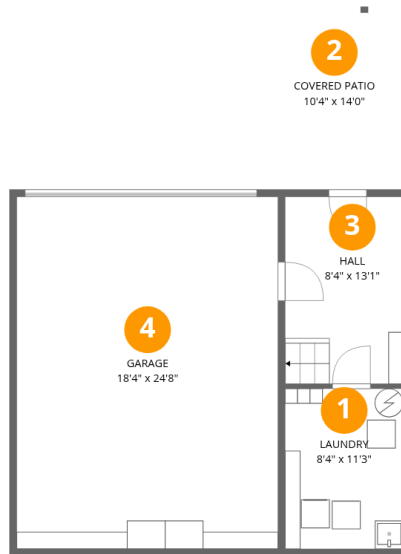 2
COVERED PATIO
10'4" x 14'0"
3
HALL
8'4" x 13'1"
4
GARAGE
18'4" x 24'8"
1
LAUNDRY
8'4" x 11'3"